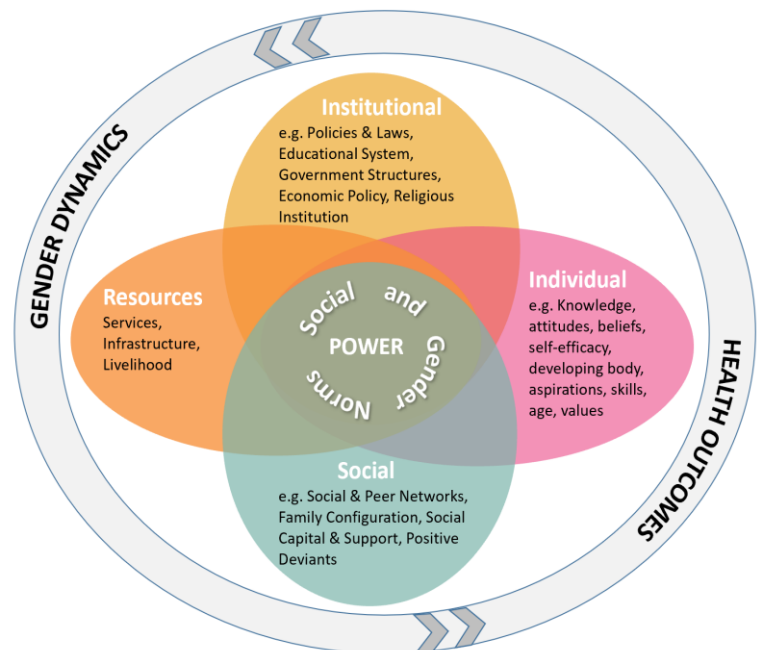 GENDER DYNAMICS
Institutional
e.g. Policies & Laws,
Educational System,
Government Structures,
Economic Policy, Religious
Institution
Resources
Services,
Infrastructure,
Livelihood
Social and
Gender
Norms
POWER
Individual
e.g. Knowledge,
attitudes, beliefs,
self-efficacy,
developing body,
aspirations, skills,
age, values
Social
e.g. Social & Peer Networks,
Family Configuration, Social
Capital & Support, Positive
Deviants
HEALTH OUTCOMES